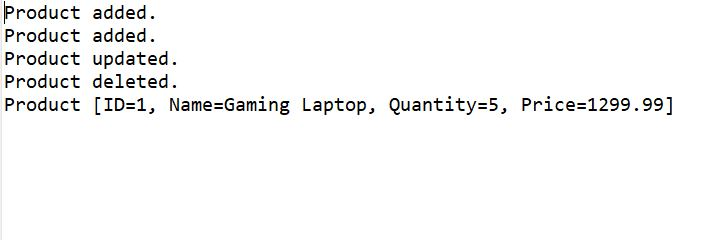 Product added.
Product added.
Product updated.
Product deleted.
Product [ID=1, Name=Gaming Laptop, Quantity=5, Price=1299.99]